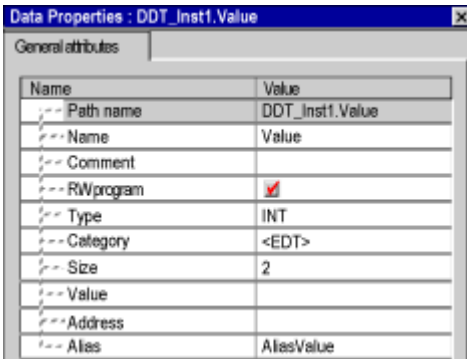 Data Properties : DDT_Inst1.Value
General attributes
Name Value
Path name DDT_Inst1.Value
Name Value
Comment
RWprogram
Type INT
Category <EDT>
Size 2
Value
Address
Alias AliasValue